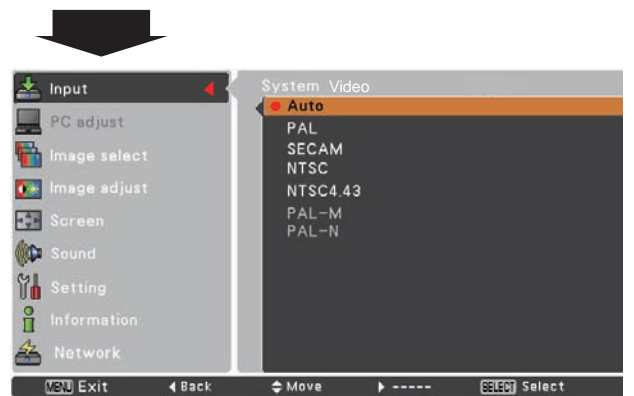 Input
PC adjust
Image select
Image adjust
Screen
Sound
Setting
Information
Network
System Video
Auto
PAL
SECAM
NTSC
NTSC4.43
PAL-M
PAL-N
MENU Exit
Back
Move
-----
SELECT Select